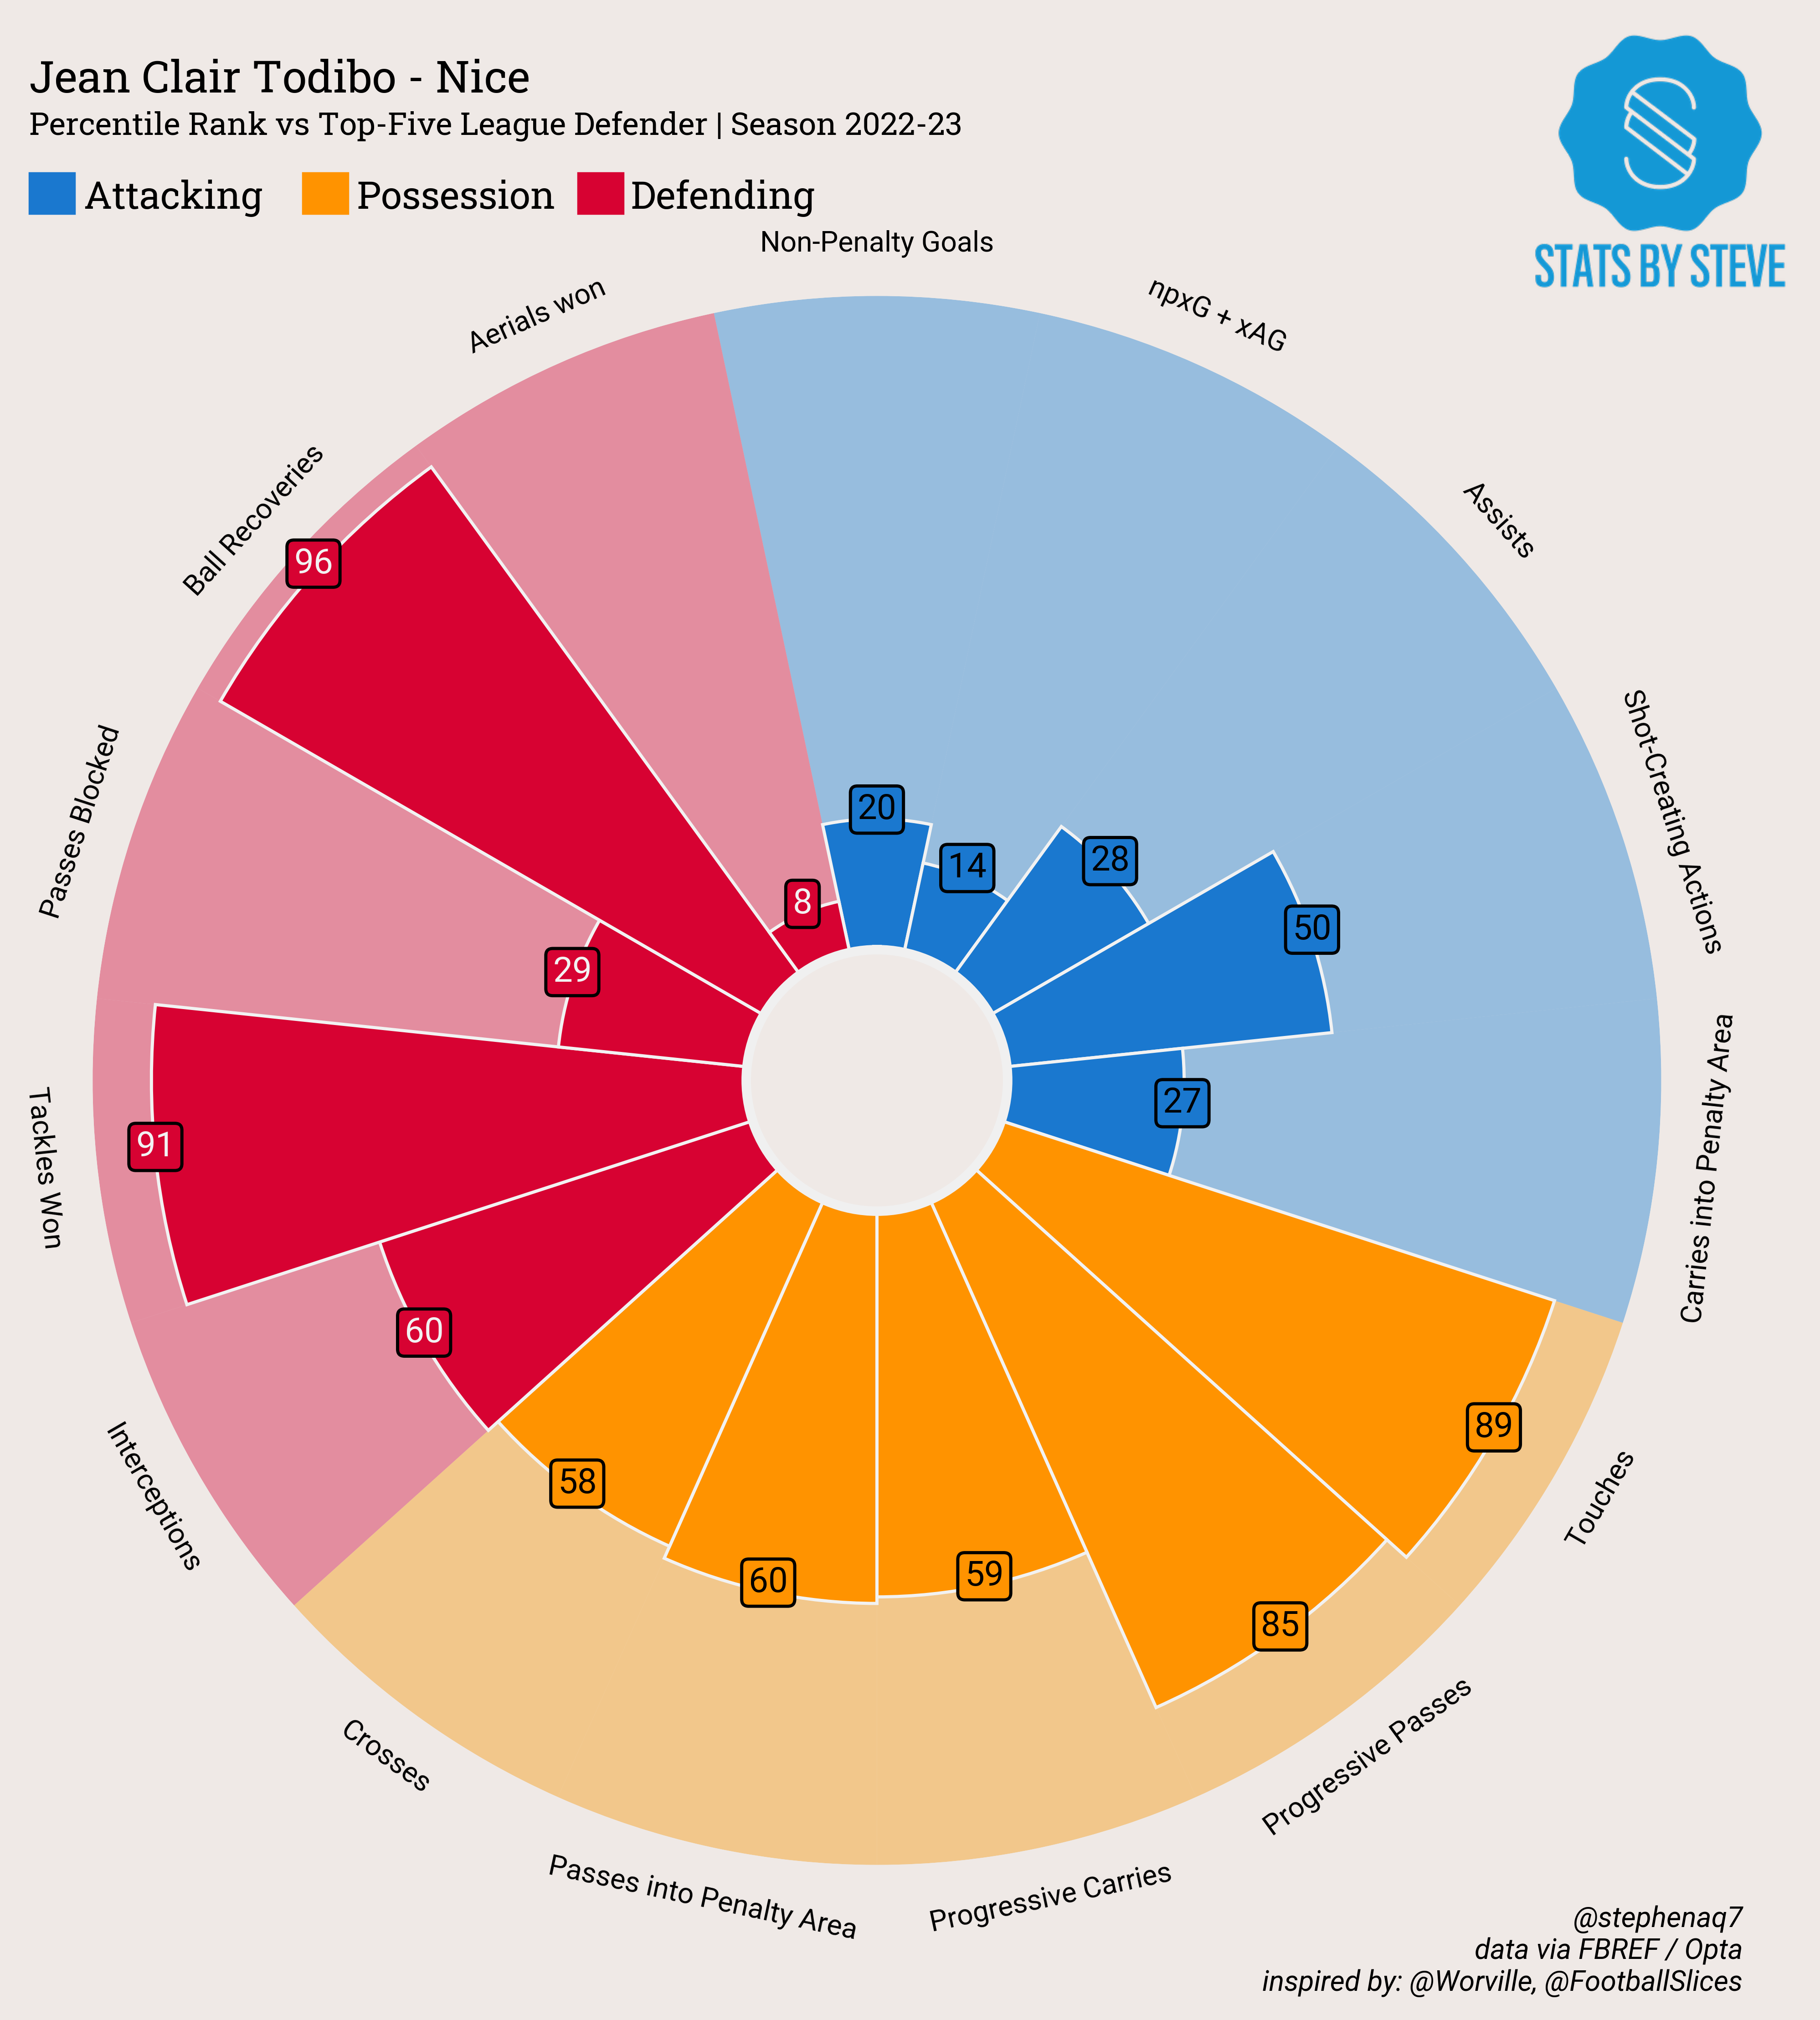 Jean Clair Todibo - Nice
Percentile Rank vs Top-Five League Defender | Season 2022-23
Attacking
Possession
Defending
STATS BY STEVE
Non-Penalty Goals
npxG + xAG
Assists
Shot-Creating Actions
Carries into Penalty Area
Touches
Progressive Passes
Progressive Carries
Passes into Penalty Area
Crosses
Interceptions
Tackles Won
Passes Blocked
Ball Recoveries
Aerials won
20
14
28
50
27
89
85
59
60
58
60
91
29
96
8
@stephenaq7
data via FBREF / Opta
inspired by: @Worville, @FootballSlices